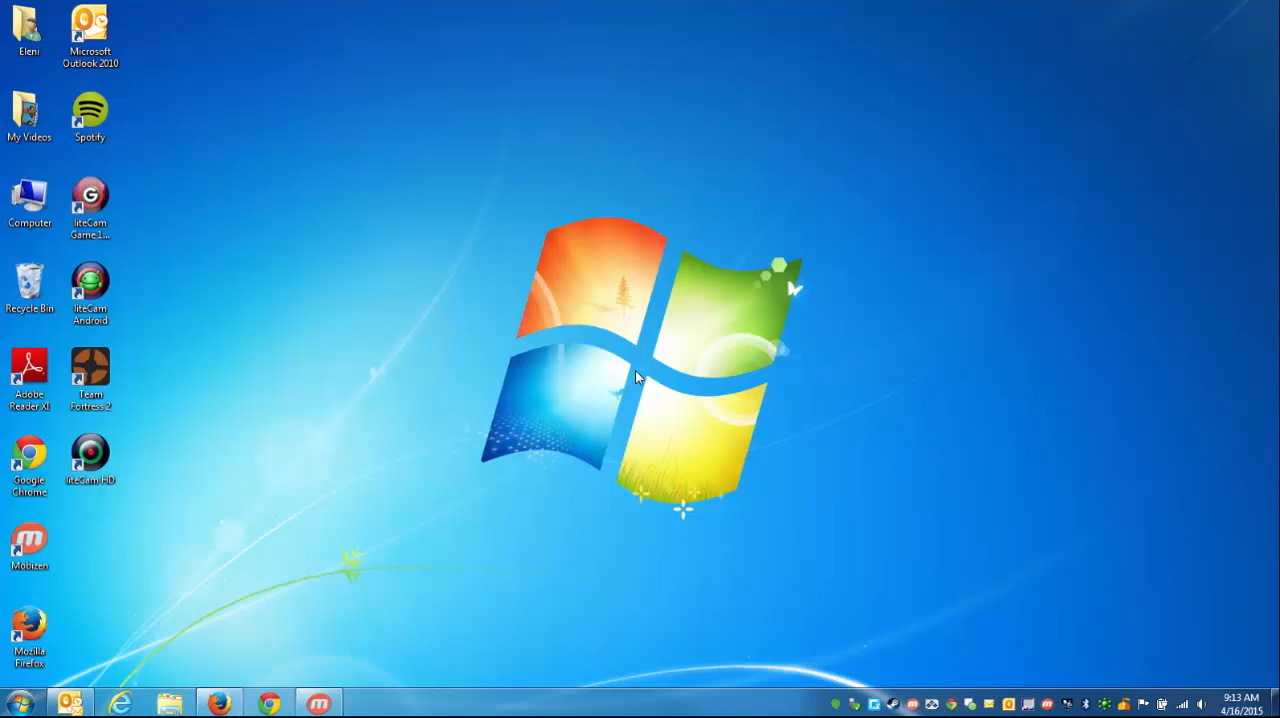 Eleni
Microsoft
Outlook 2010
My Videos
Spotify
Computer
liteCam
Game 1...
Recycle Bin
liteCam
Android
Adobe
Reader XI
Team
Fortress 2
Google
Chrome
liteCam HD
Mobizen
Mozilla
Firefox
9:13 AM
4/16/2015